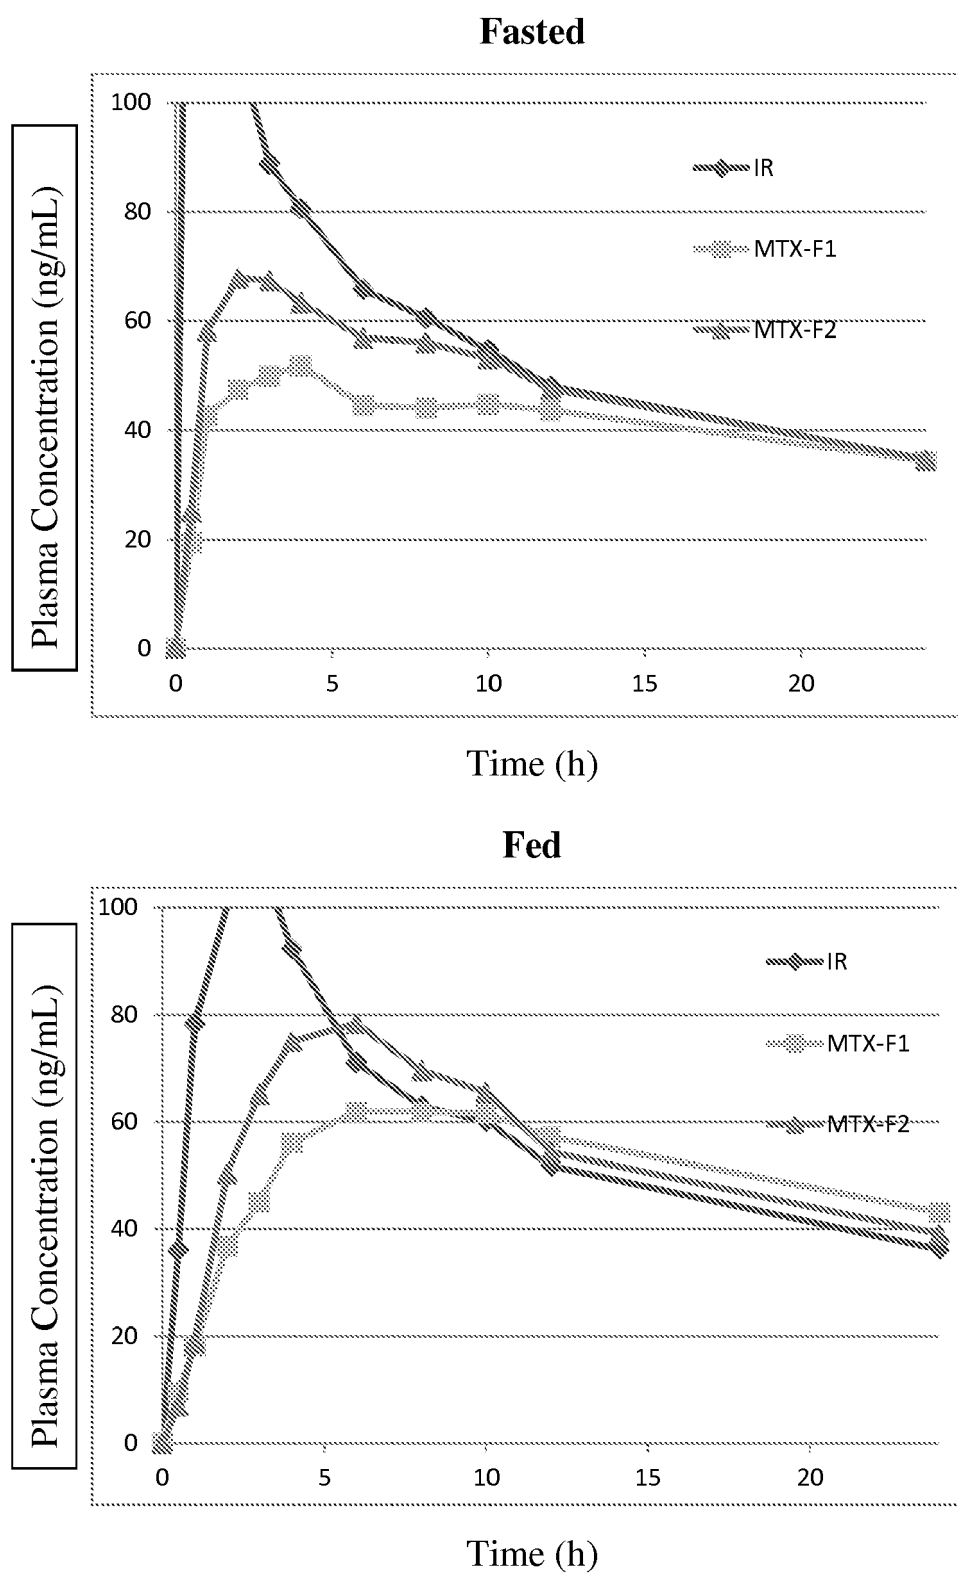 Fasted
Plasma Concentration (ng/mL)
100
80
60
40
20
0
0 5 10 15 20
IR
MTX-F1
MTX-F2
Time (h)
Fed
Plasma Concentration (ng/mL)
100
80
60
40
20
0
0 5 10 15 20
IR
MTX-F1
MTX-F2
Time (h)